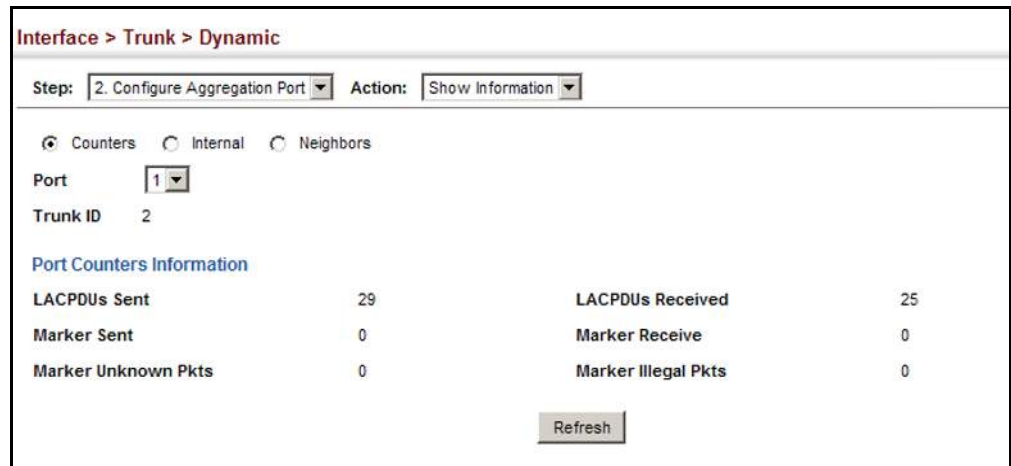 Interface > Trunk > Dynamic
Step: 2. Configure Aggregation Port Action: Show Information
Counters Internal Neighbors
Port 1
Trunk ID 2
Port Counters Information
LACPDUs Sent 29 LACPDUs Received 25
Marker Sent 0 Marker Receive 0
Marker Unknown Pkts 0 Marker Illegal Pkts 0
Refresh